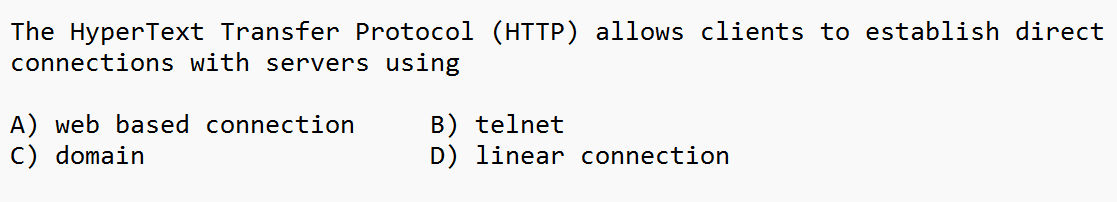 The HyperText Transfer Protocol (HTTP) allows clients to establish direct
connections with servers using
A) web based connection B) telnet
C) domain D) linear connection